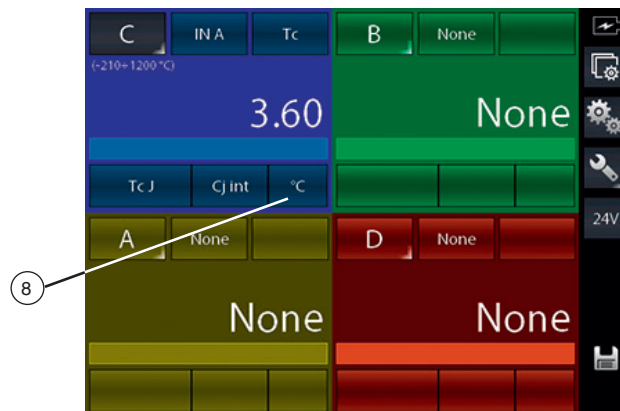 C IN A Tc
(-210÷1200°C)
3.60
Tc J Cj int °C
B None
None
A None
None
D None
None
24V
8